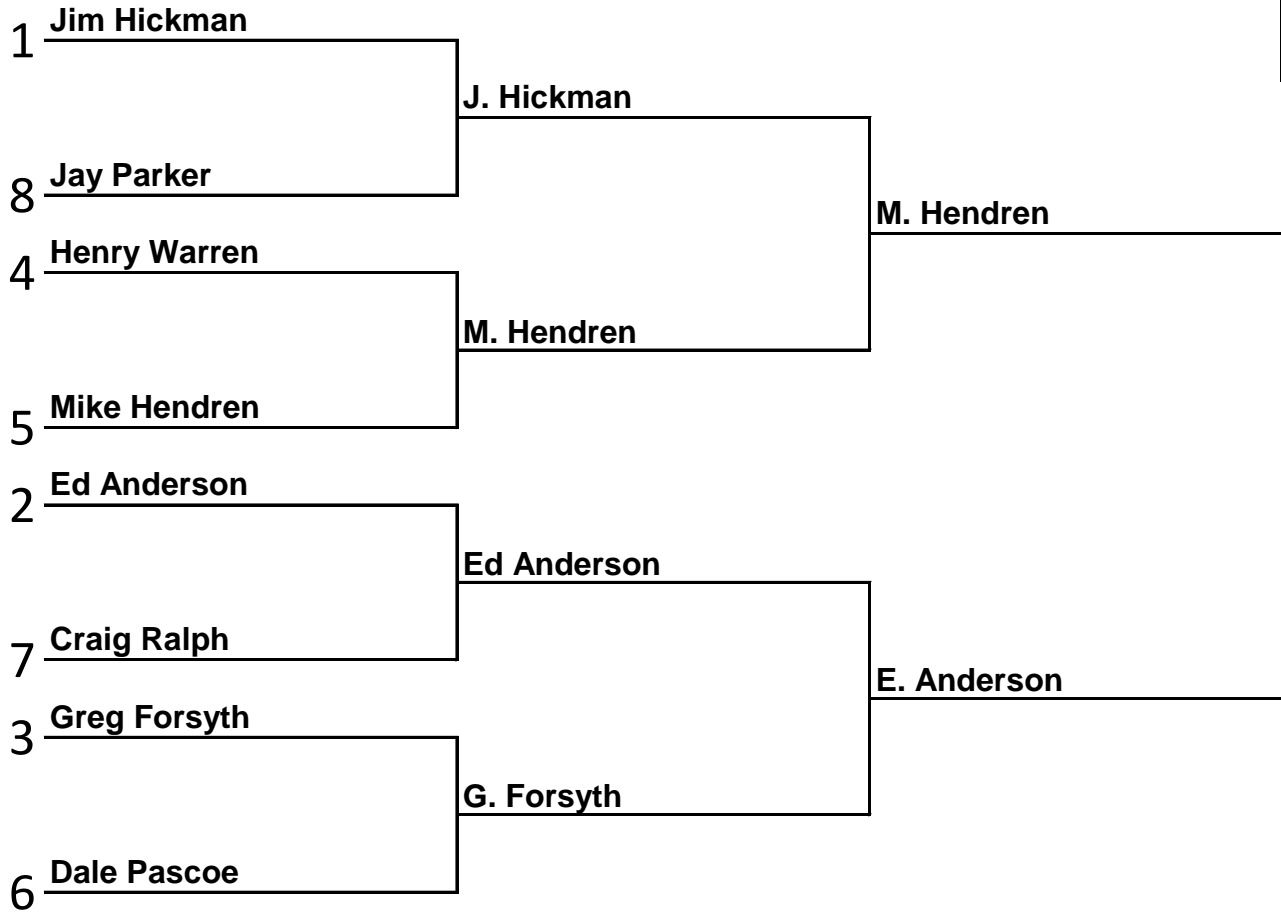 Jim Hickman
1
J. Hickman
Jay Parker
8
M. Hendren
Henry Warren
4
M. Hendren
Mike Hendren
5
Ed Anderson
2
Ed Anderson
Craig Ralph
7
E. Anderson
Greg Forsyth
3
G. Forsyth
Dale Pascoe
6